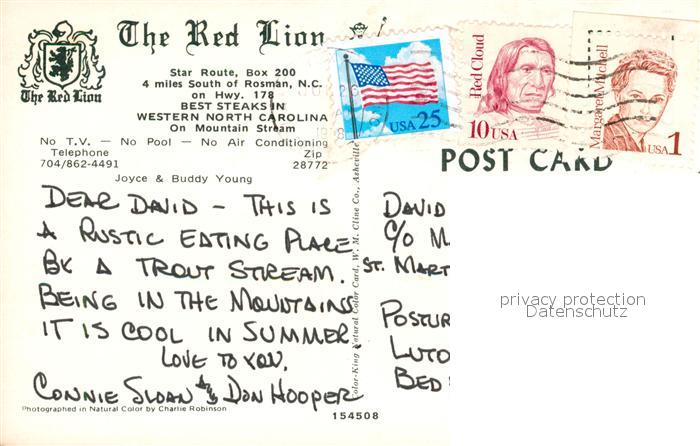 The Red Lion
The Red Lion
Star Route, Box 200
4 miles South of Rosman, N.C.
on Hwy. 178
BEST STEAKS IN
WESTERN NORTH CAROLINA
On Mountain Stream
No T.V. — No Pool — No Air Conditioning
Telephone Zip
704/862-4491 28772
Joyce & Buddy Young
USA 25
Red Cloud
10 USA
Margaret Mitchell
USA 1
POST CARD
DEAR DAVID - THIS IS
A RUSTIC EATING PLACE
BY A TROUT STREAM.
BEING IN THE MOUNTAINS
IT IS COOL IN SUMMER.
LOVE TO YOU,
CONNIE SLOAN & DON HOOPER
Photographed in Natural Color by Charlie Robinson
154508
Color-King Natural Color Card, W. M. Cline Co., Asheville
DAVID
C/O M
ST. MART
POSTUR
LUTO
BED
privacy protection
Datenschutz